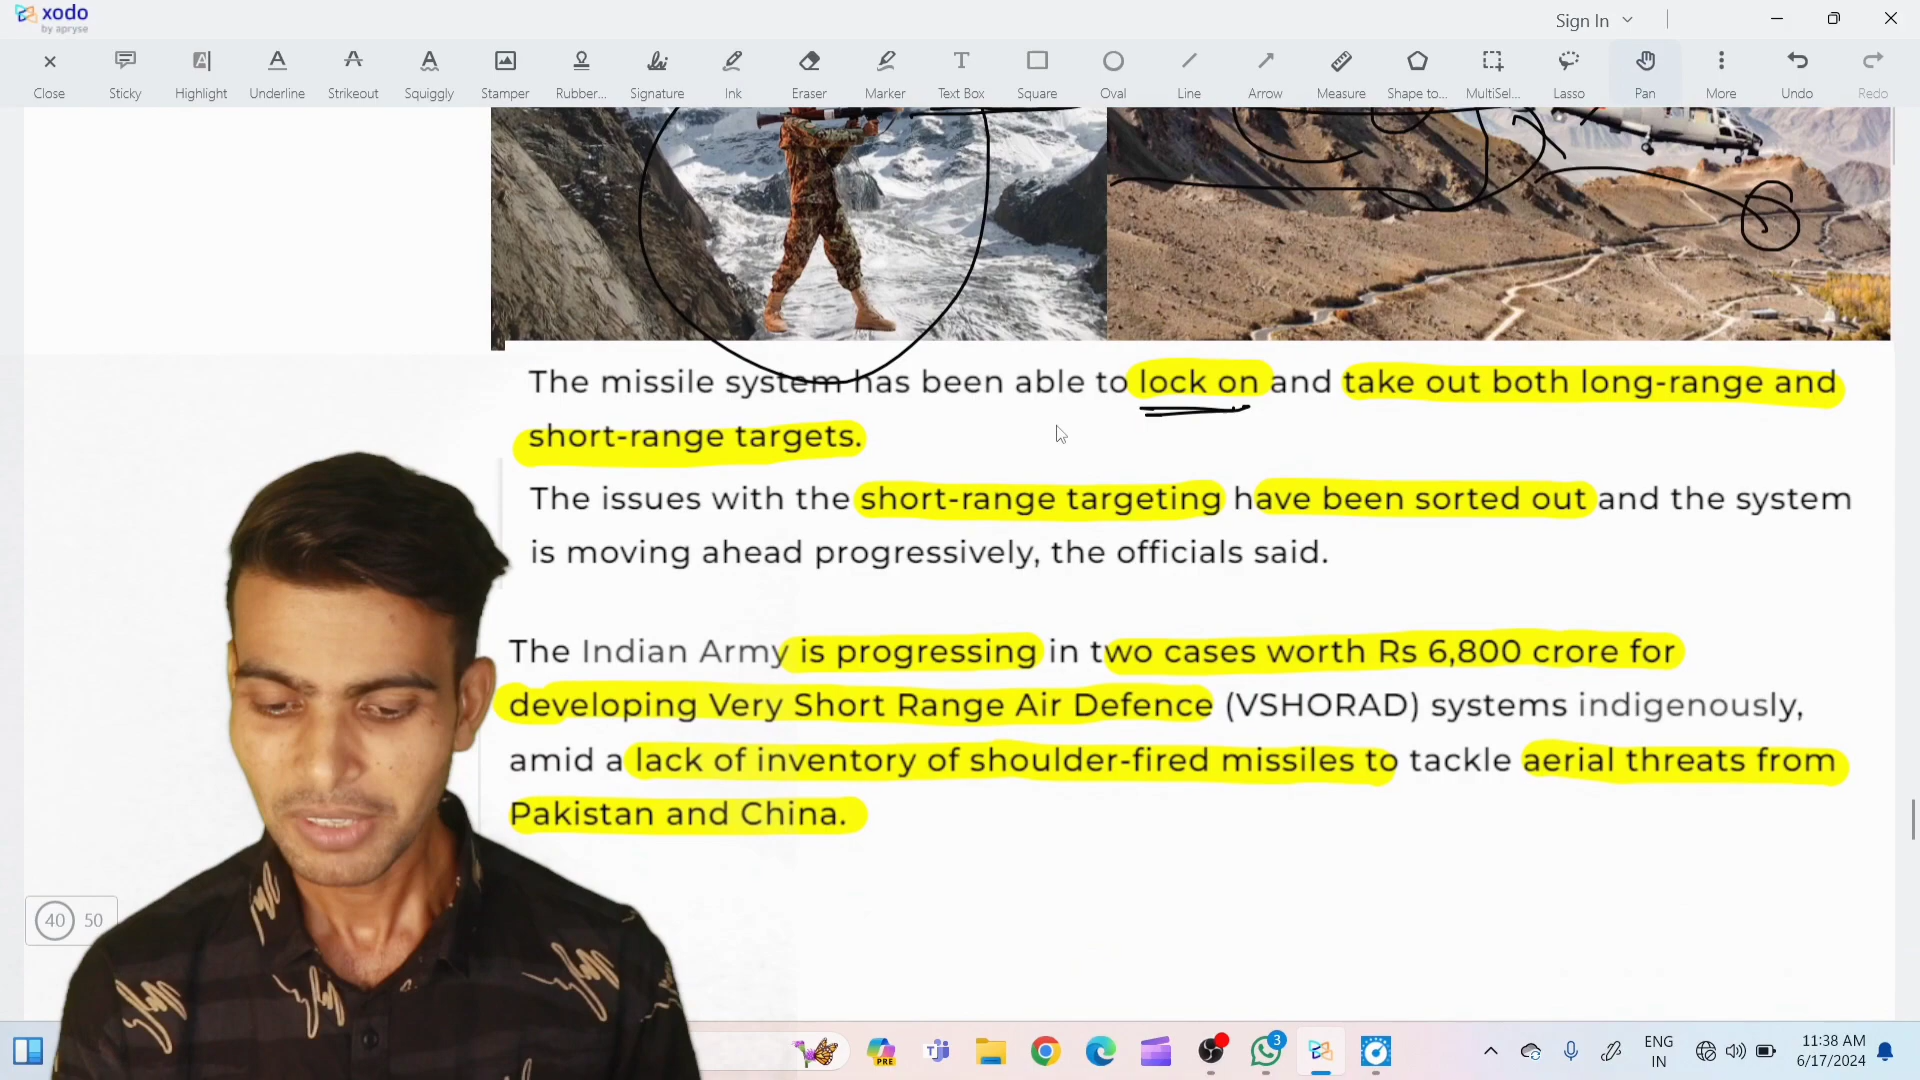 xodo
by apryse
Sign In
Close
Sticky
Highlight
Underline
Strikeout
Squiggly
Stamper
Rubber...
Signature
Ink
Eraser
Marker
Text Box
Square
Oval
Line
Arrow
Measure
Shape to...
MultiSel...
Lasso
Pan
More
Undo
Redo
The missile system has been able to lock on and take out both long-range and
short-range targets.
The issues with the short-range targeting have been sorted out and the system
is moving ahead progressively, the officials said.
The Indian Army is progressing in two cases worth Rs 6,800 crore for
developing Very Short Range Air Defence (VSHORAD) systems indigenously,
amid a lack of inventory of shoulder-fired missiles to tackle aerial threats from
Pakistan and China.
40 50
PRE
3
ENG
IN
11:38 AM
6/17/2024